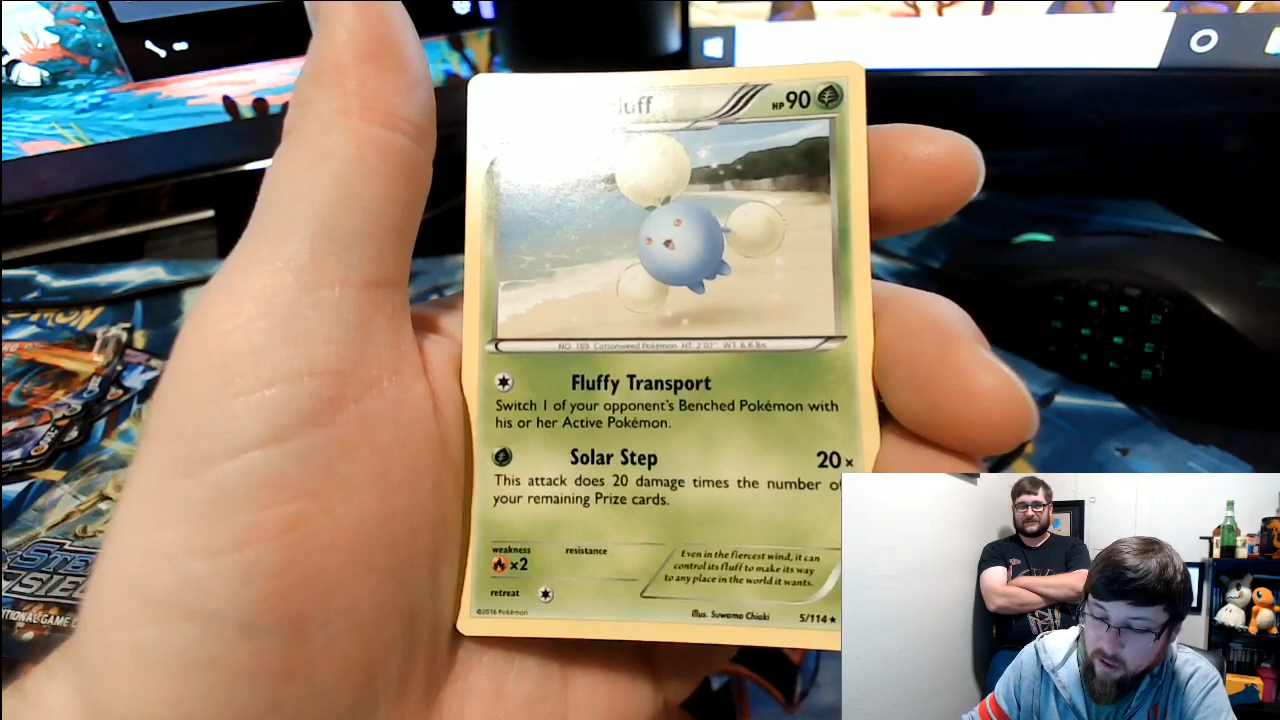 luff
HP 90
NO. 189 Cottonweed Pokémon HT. 2'07" WT. 6.6 lbs.
Fluffy Transport
Switch 1 of your opponent's Benched Pokémon with
his or her Active Pokémon.
Solar Step 20×
This attack does 20 damage times the number of
your remaining Prize cards.
weakness
×2
resistance
retreat
Even in the fiercest wind, it can
control its fluff to make its way
to any place in the world it wants.
©2016 Pokémon
Illus. Suwama Chiaki
5/114★
STE
SIE